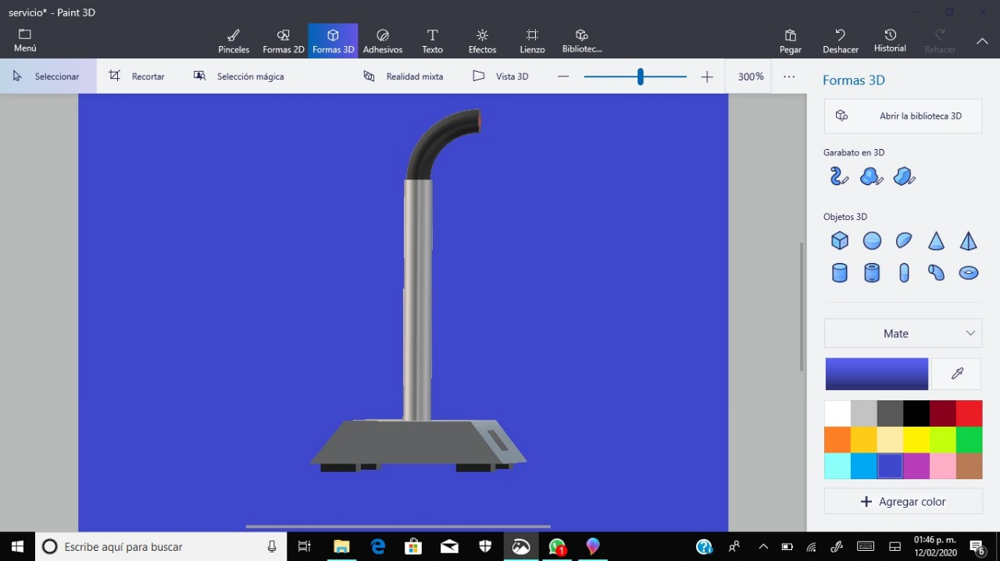 servicio* - Paint 3D
Menú
Pinceles
Formas 2D
Formas 3D
Adhesivos
Texto
Efectos
Lienzo
Bibliotec...
Pegar
Deshacer
Historial
Rehacer
Seleccionar
Recortar
Selección mágica
Realidad mixta
Vista 3D
300%
Formas 3D
Abrir la biblioteca 3D
Garabato en 3D
Objetos 3D
Mate
Agregar color
Escribe aquí para buscar
1
?
01:46 p. m.
12/02/2020
6